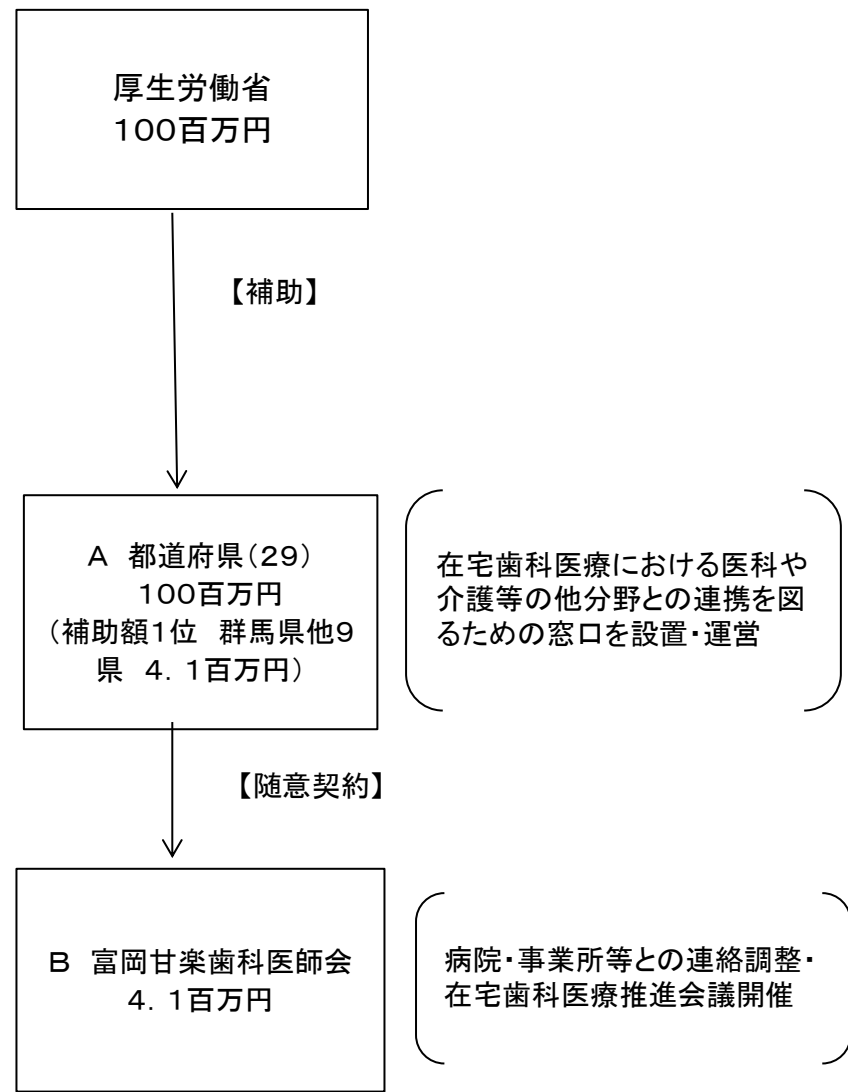 厚生労働省
１００百万円
【補助】
Ａ　都道府県（２９）
１００百万円
（補助額１位　群馬県他９
県　４．１百万円）
在宅歯科医療における医科や
介護等の他分野との連携を図
るための窓口を設置・運営
【随意契約】
Ｂ　富岡甘楽歯科医師会
４．１百万円
病院・事業所等との連絡調整・
在宅歯科医療推進会議開催